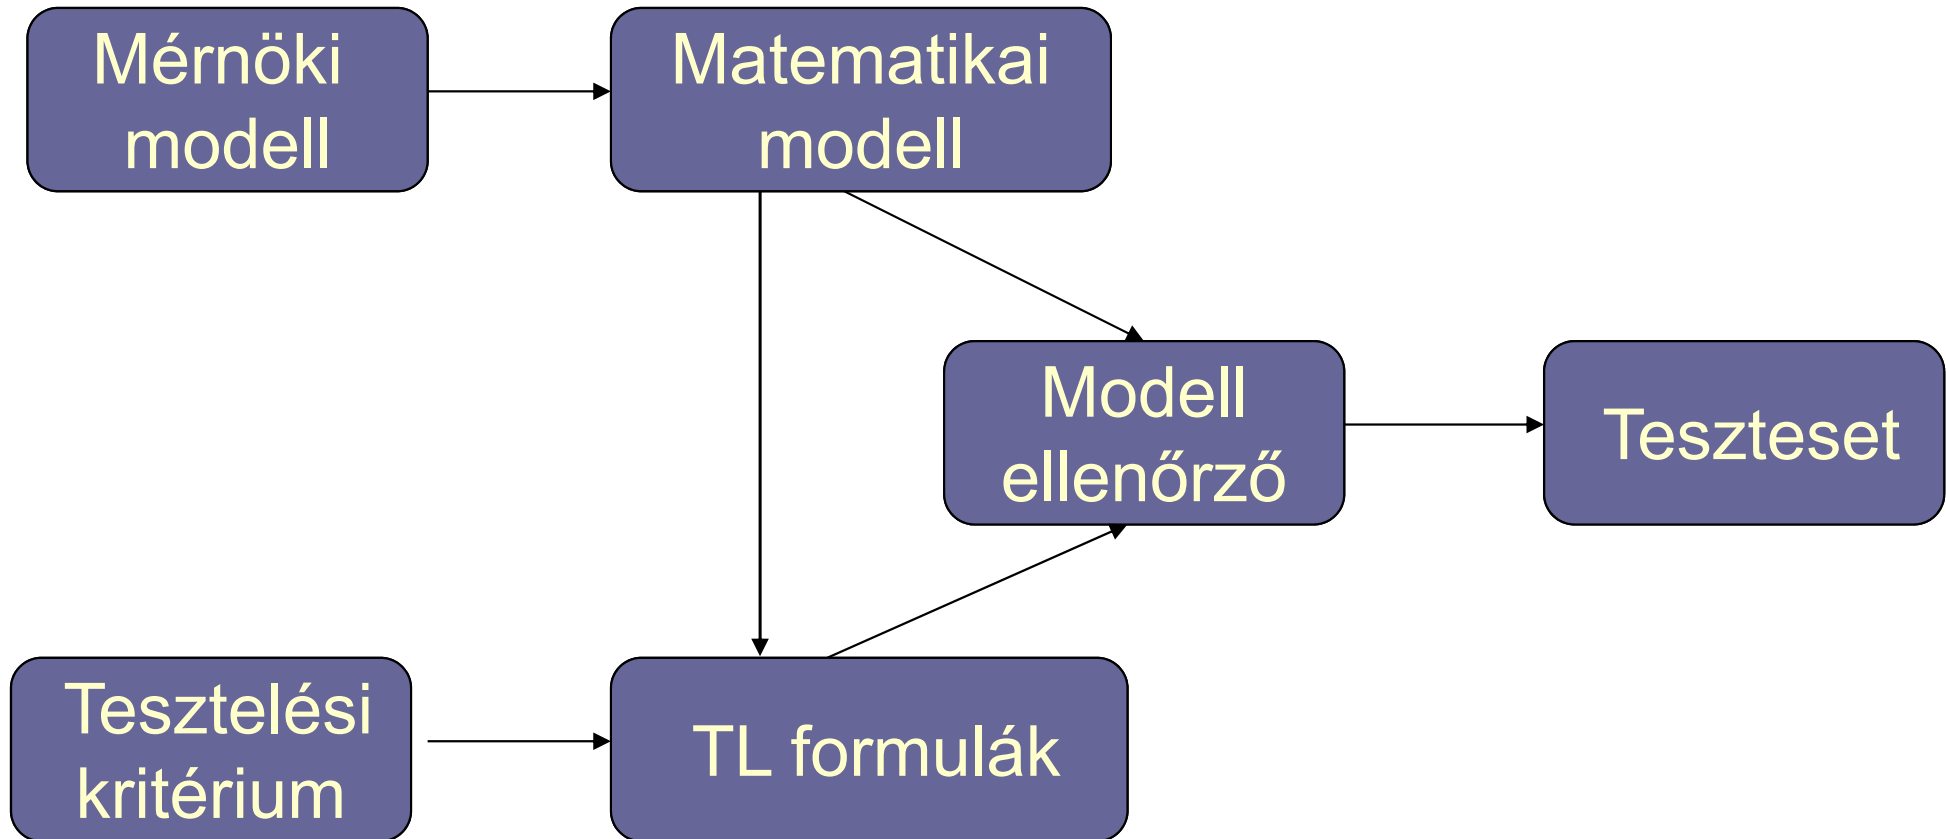 Mérnöki
modell
Matematikai
modell
Modell
ellenőrző
Teszteset
Tesztelési
kritérium
TL formulák